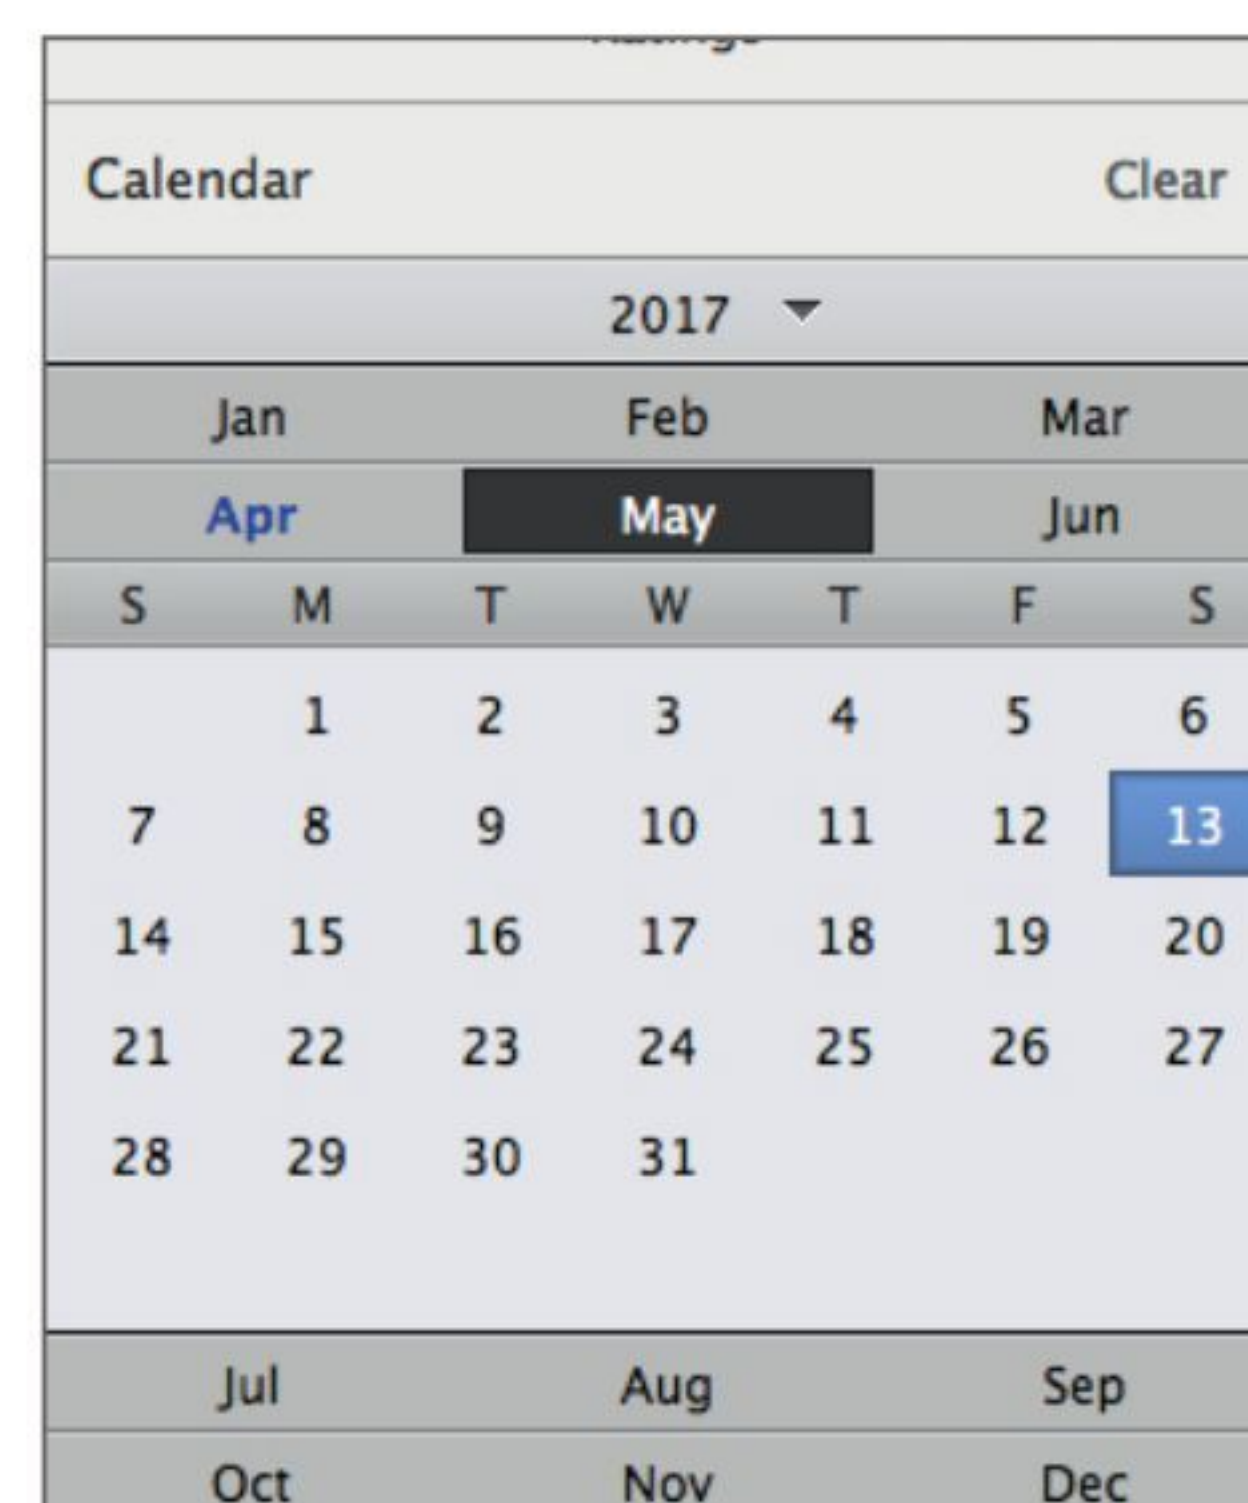 Calendar Clear
2017
Jan Feb Mar
Apr May Jun
S M T W T F S
1 2 3 4 5 6
7 8 9 10 11 12 13
14 15 16 17 18 19 20
21 22 23 24 25 26 27
28 29 30 31
Jul Aug Sep
Oct Nov Dec